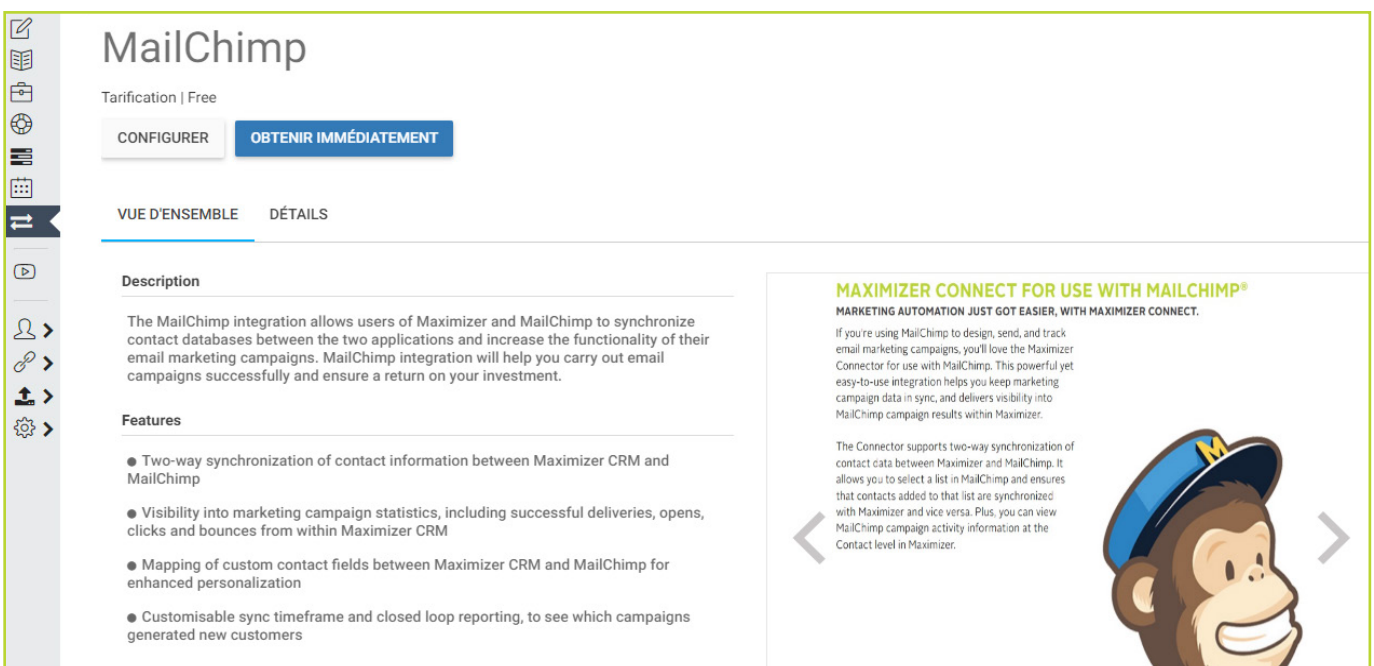 MailChimp
Tarification | Free
CONFIGURER
OBTENIR IMMÉDIATEMENT
VUE D'ENSEMBLE
DÉTAILS
Description
The MailChimp integration allows users of Maximizer and MailChimp to synchronize
contact databases between the two applications and increase the functionality of their
email marketing campaigns. MailChimp integration will help you carry out email
campaigns successfully and ensure a return on your investment.
Features
● Two-way synchronization of contact information between Maximizer CRM and
MailChimp
● Visibility into marketing campaign statistics, including successful deliveries, opens,
clicks and bounces from within Maximizer CRM
● Mapping of custom contact fields between Maximizer CRM and MailChimp for
enhanced personalization
● Customisable sync timeframe and closed loop reporting, to see which campaigns
generated new customers
MAXIMIZER CONNECT FOR USE WITH MAILCHIMP®
MARKETING AUTOMATION JUST GOT EASIER, WITH MAXIMIZER CONNECT.
If you're using MailChimp to design, send, and track
email marketing campaigns, you'll love the Maximizer
Connector for use with MailChimp. This powerful yet
easy-to-use integration helps you keep marketing
campaign data in sync, and delivers visibility into
MailChimp campaign results within Maximizer.
The Connector supports two-way synchronization of
contact data between Maximizer and MailChimp. It
allows you to select a list in MailChimp and ensures
that contacts added to that list are synchronized
with Maximizer and vice versa. Plus, you can view
MailChimp campaign activity information at the
Contact level in Maximizer.
M